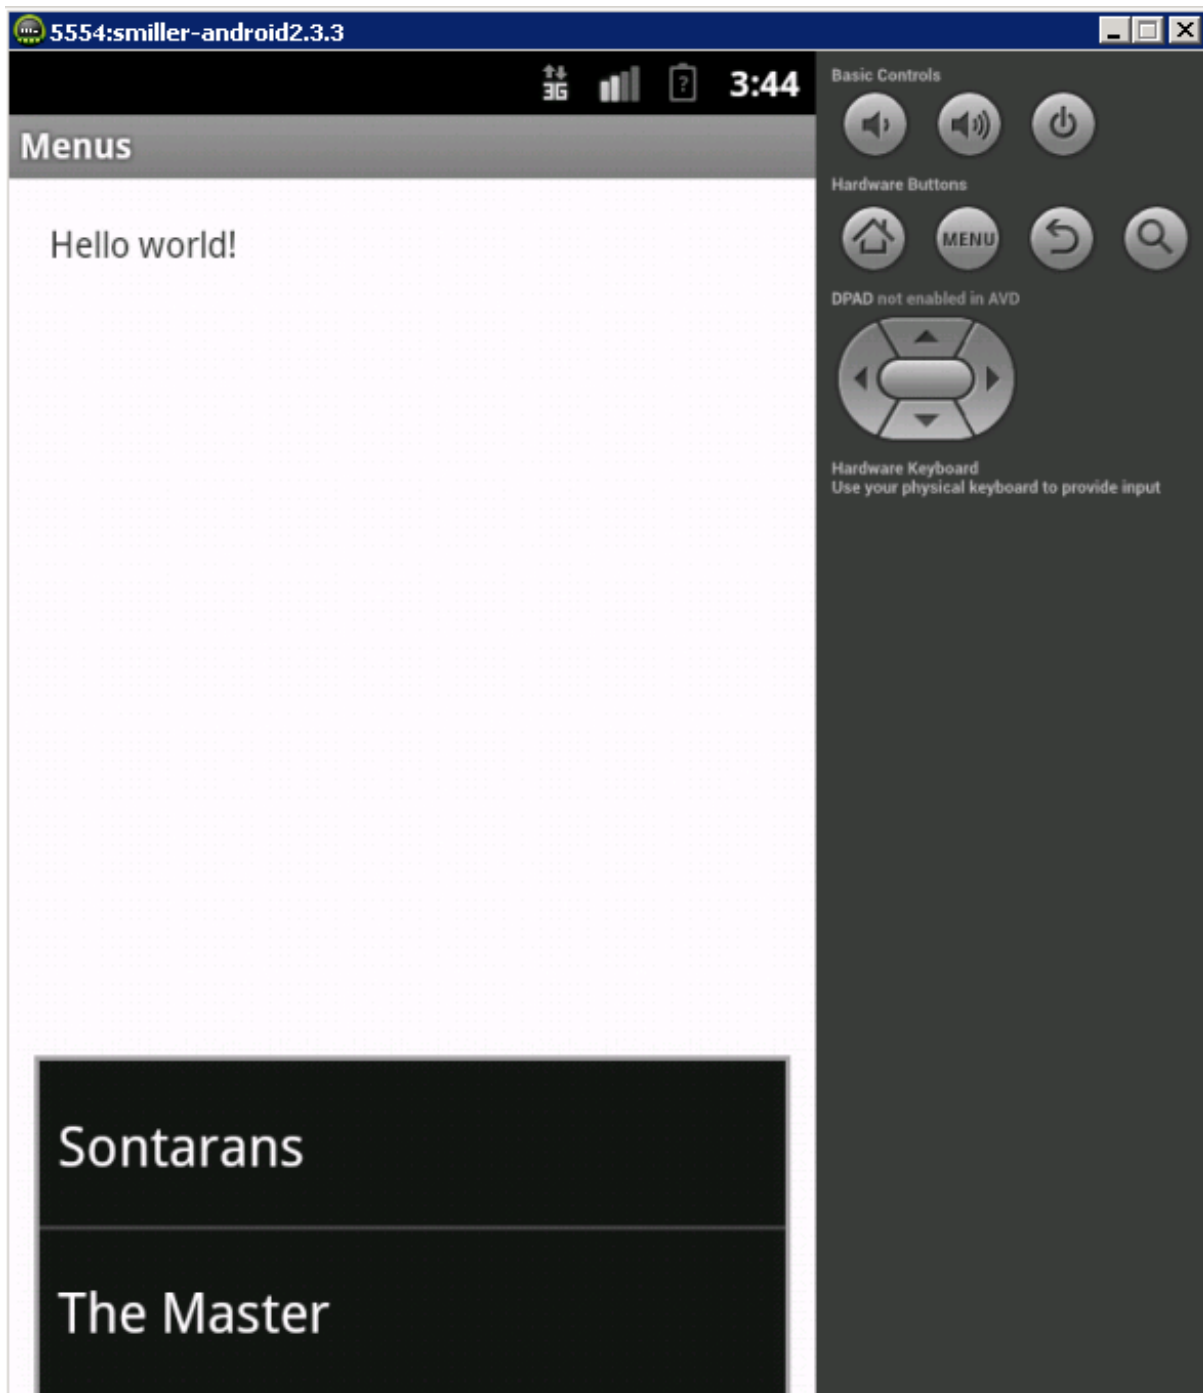 5554:smiller-android2.3.3
3G 3:44
Menus
Hello world!
Sontarans
The Master
Basic Controls
Hardware Buttons
MENU
DPAD not enabled in AVD
Hardware Keyboard
Use your physical keyboard to provide input